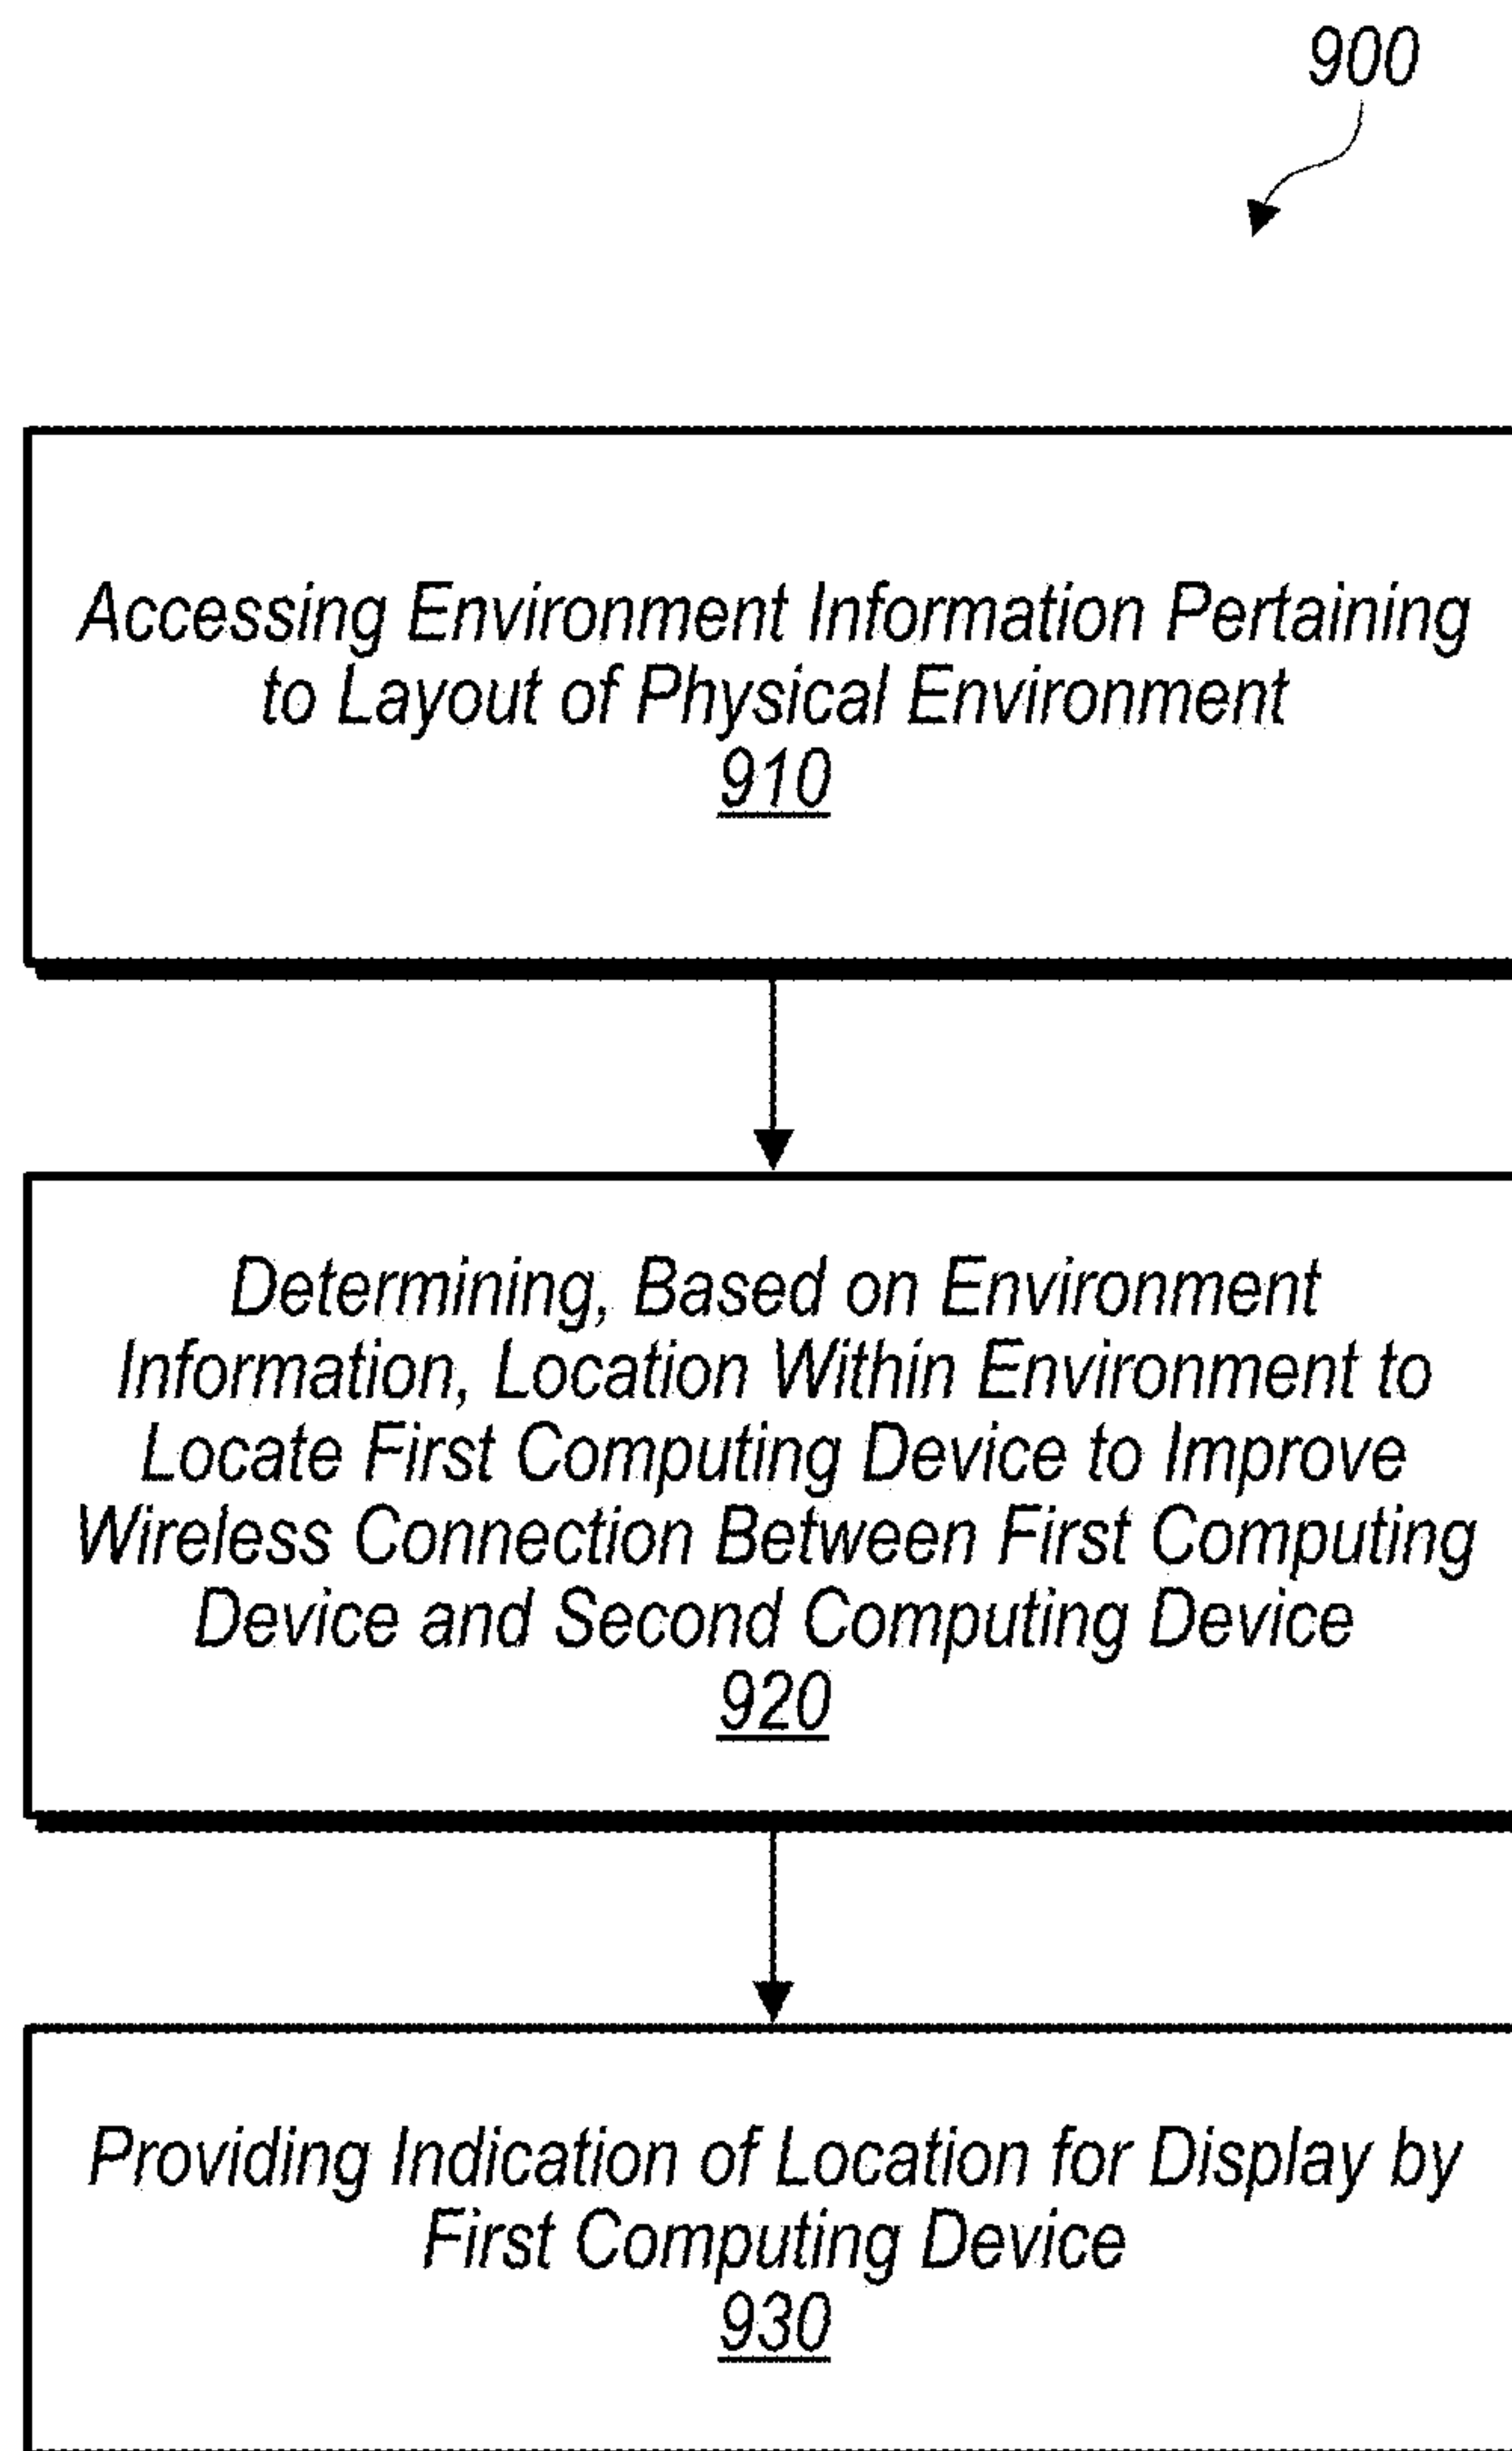 900
Accessing Environment Information Pertaining
to Layout of Physical Environment
910
Determining, Based on Environment
Information, Location Within Environment to
Locate First Computing Device to Improve
Wireless Connection Between First Computing
Device and Second Computing Device
920
Providing Indication of Location for Display by
First Computing Device
930